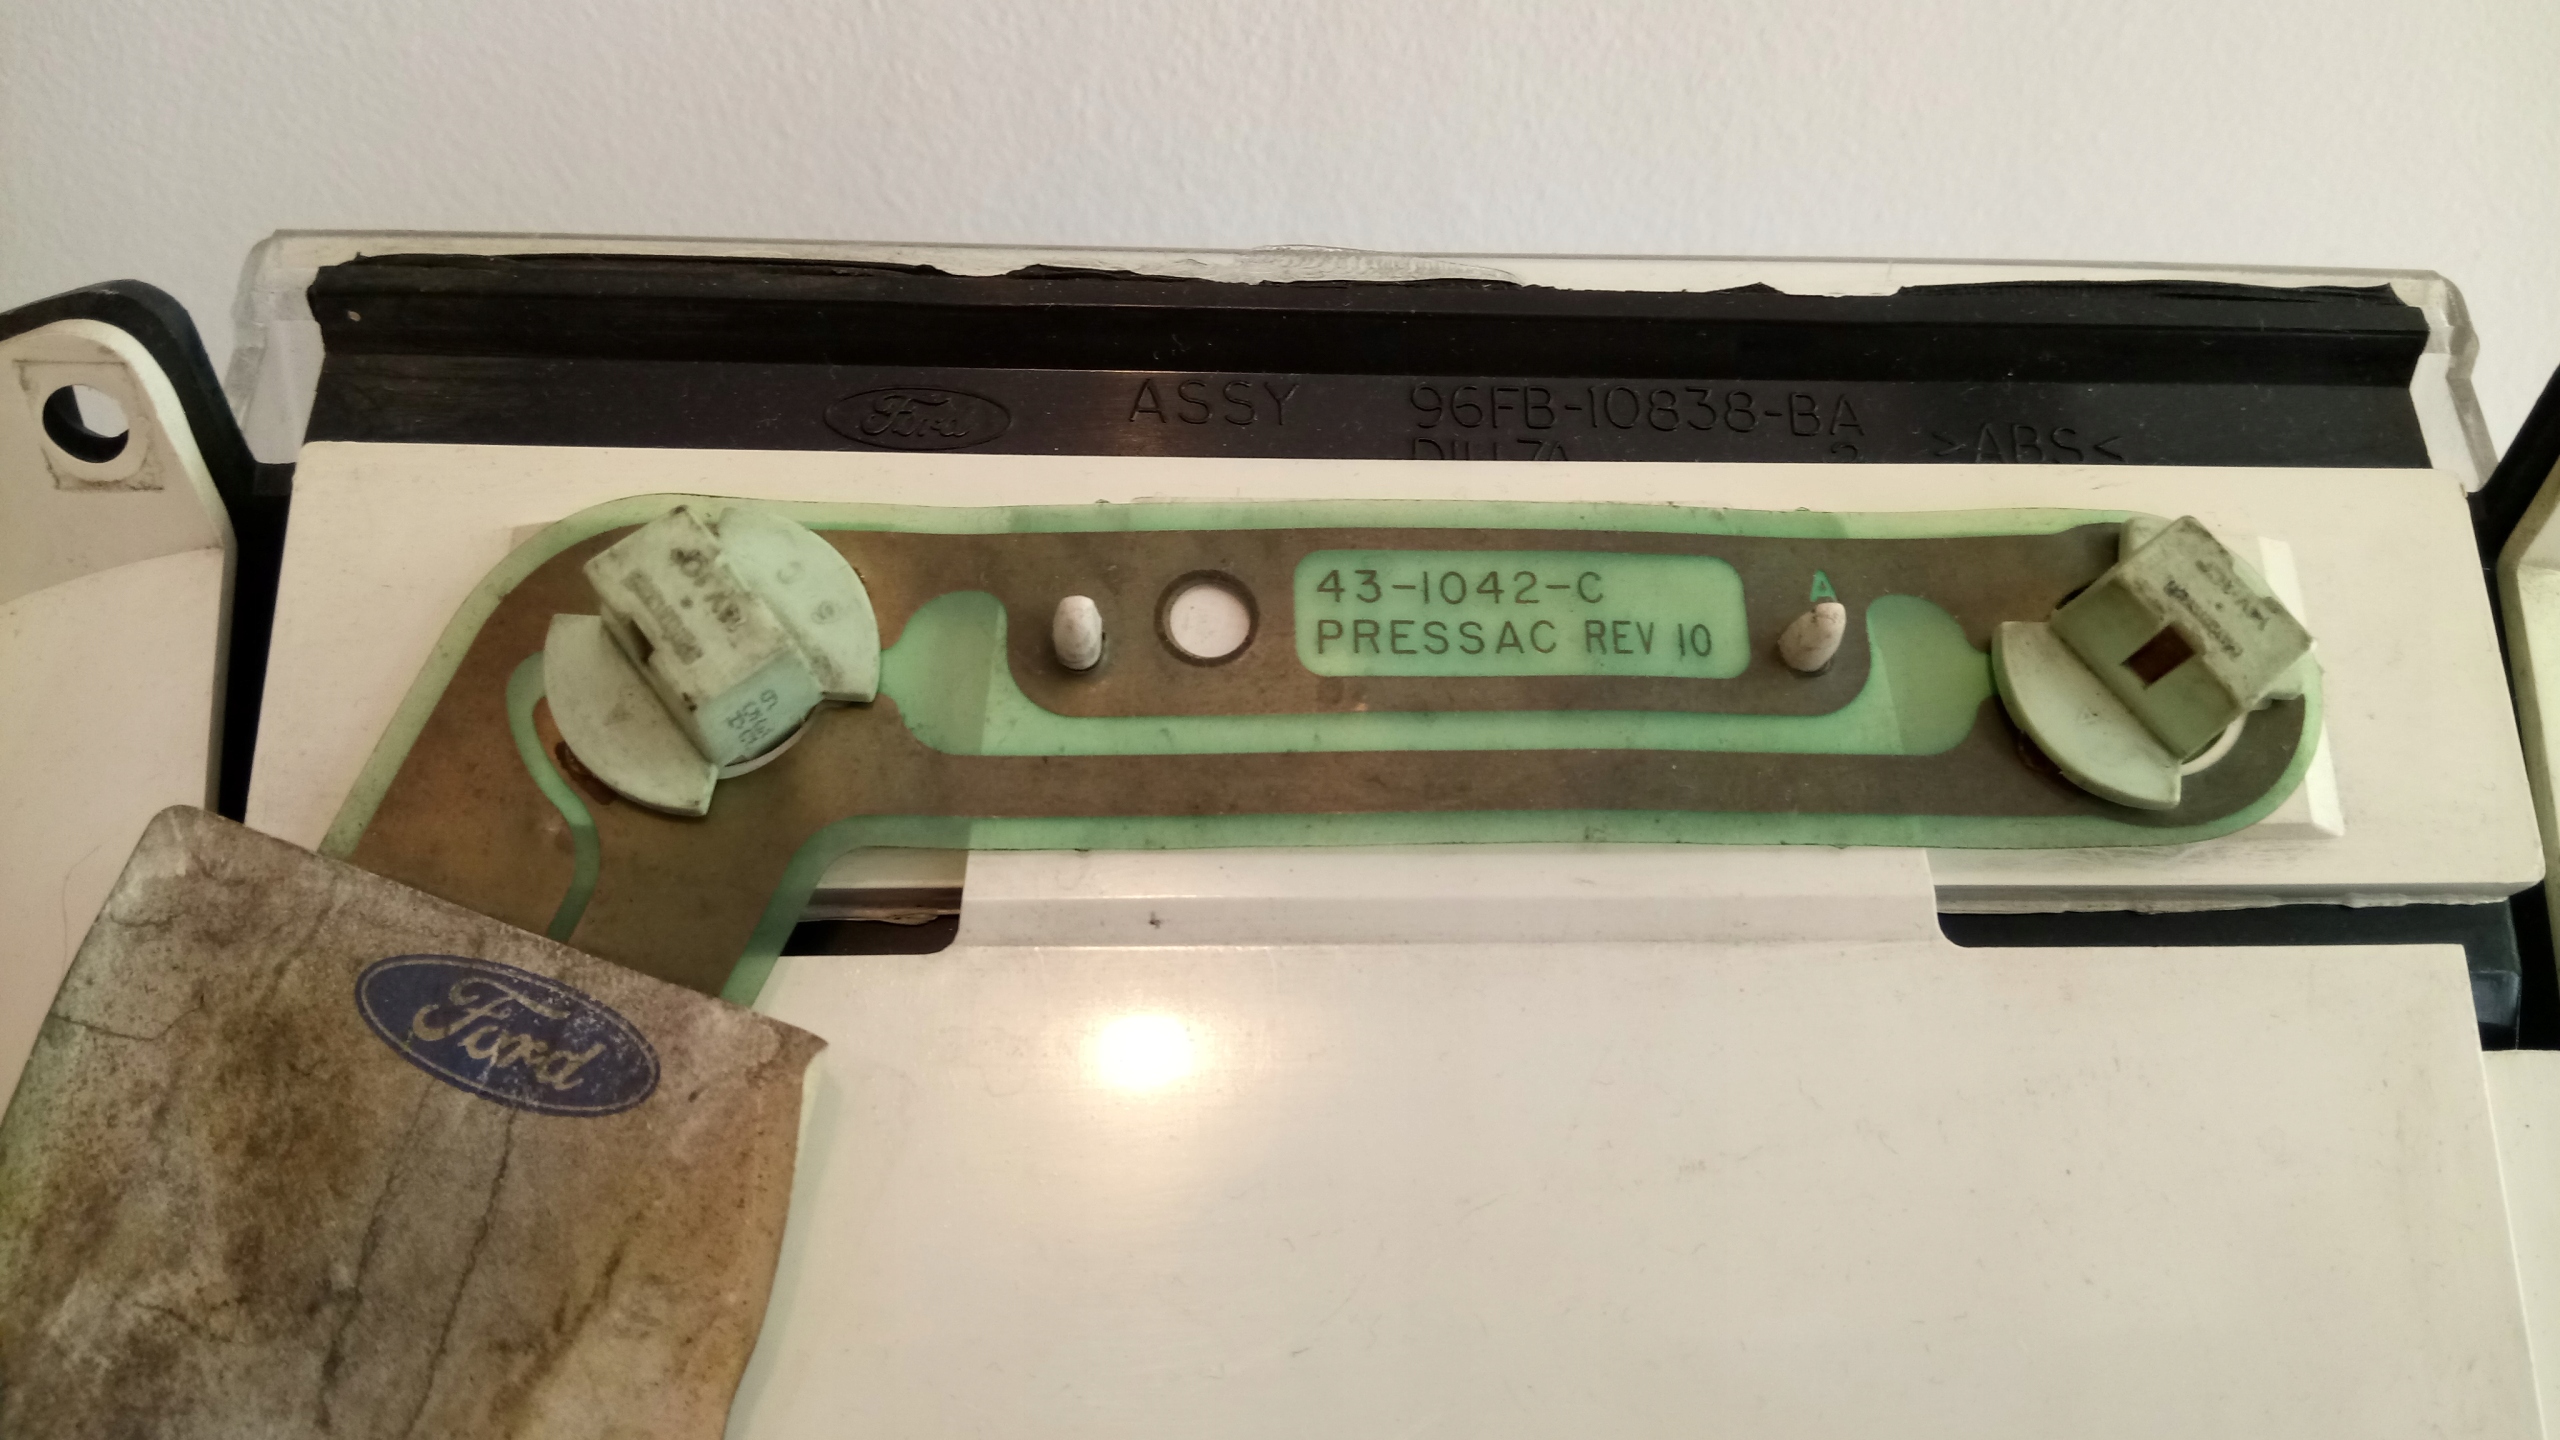 Ford
ASSY 96FB-10838-BA
>ABS<
43-1042-C
PRESSAC REV 10
A
Ford